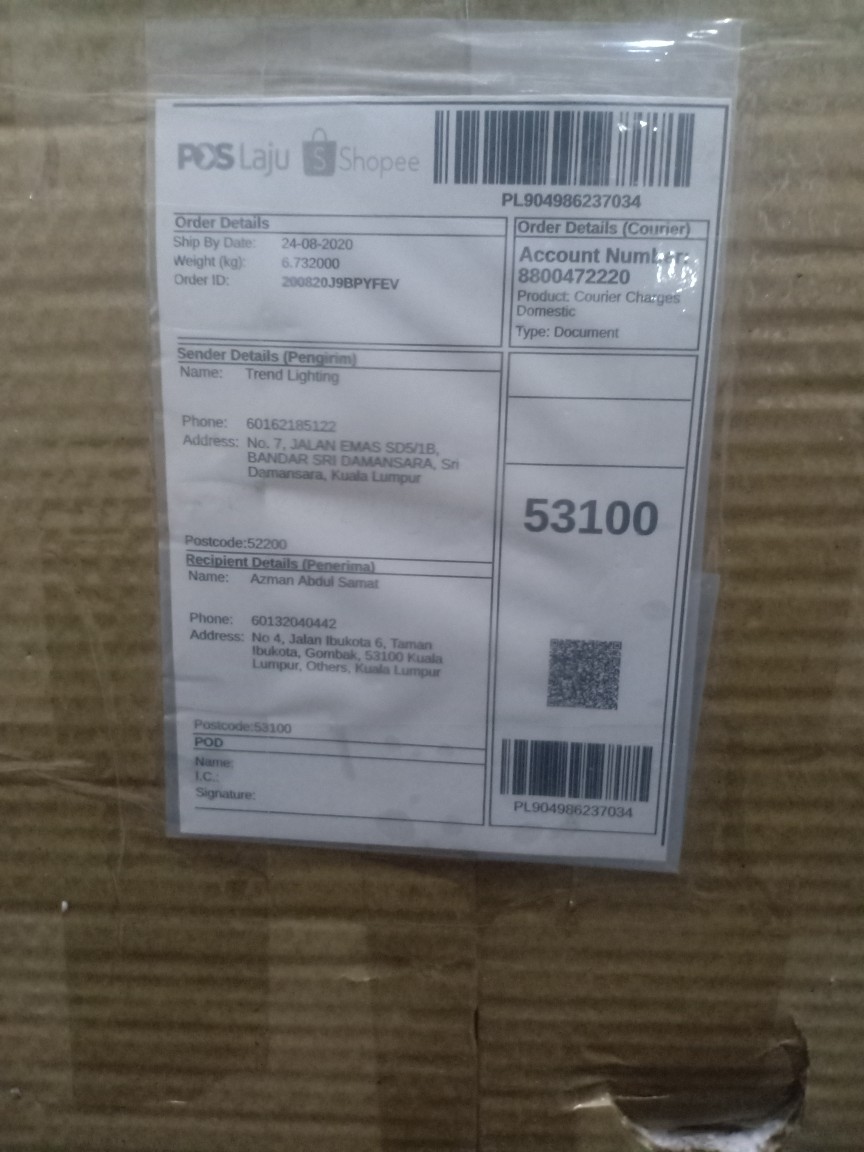 POS Laju Shopee
PL904986237034
Order Details
Ship By Date: 24-08-2020
Weight (kg): 6.732000
Order ID: 200820J9BPYFEV
Order Details (Courier)
Account Number:
8800472220
Product: Courier Charges
Domestic
Type: Document
Sender Details (Pengirim)
Name: Trend Lighting
Phone: 60162185122
Address: No. 7, JALAN EMAS SD5/1B,
BANDAR SRI DAMANSARA, Sri
Damansara, Kuala Lumpur
Postcode:52200
Recipient Details (Penerima)
Name: Azman Abdul Samat
Phone: 60132040442
Address: No 4, Jalan Ibukota 6, Taman
Ibukota, Gombak, 53100 Kuala
Lumpur, Others, Kuala Lumpur
Postcode:53100
POD
Name:
I.C.:
Signature:
53100
PL904986237034